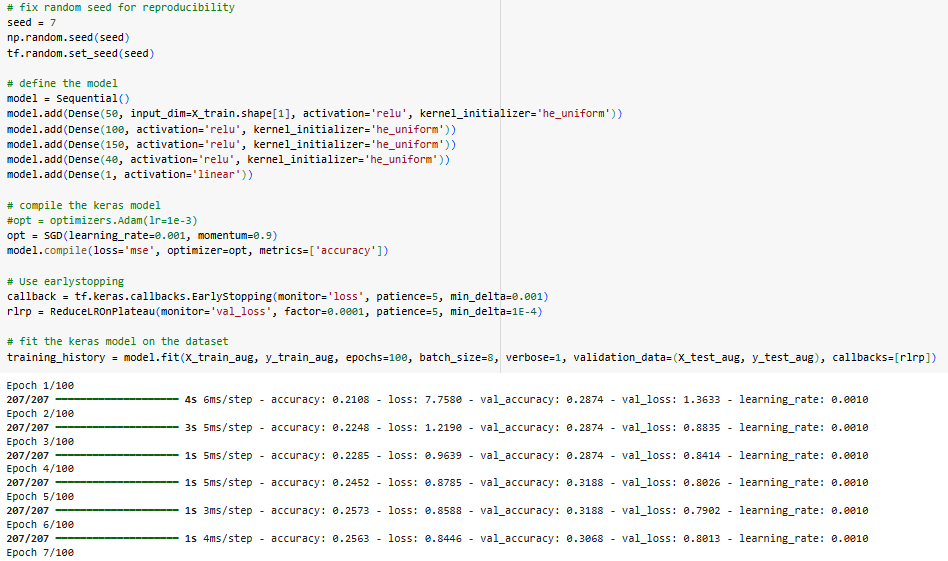 # fix random seed for reproducibility
seed = 7
np.random.seed(seed)
tf.random.set_seed(seed)
# define the model
model = Sequential()
model.add(Dense(50, input_dim=X_train.shape[1], activation='relu', kernel_initializer='he_uniform'))
model.add(Dense(100, activation='relu', kernel_initializer='he_uniform'))
model.add(Dense(150, activation='relu', kernel_initializer='he_uniform'))
model.add(Dense(40, activation='relu', kernel_initializer='he_uniform'))
model.add(Dense(1, activation='linear'))
# compile the keras model
#opt = optimizers.Adam(lr=1e-3)
opt = SGD(learning_rate=0.001, momentum=0.9)
model.compile(loss='mse', optimizer=opt, metrics=['accuracy'])
# Use earlystopping
callback = tf.keras.callbacks.EarlyStopping(monitor='loss', patience=5, min_delta=0.001)
rlrp = ReduceLROnPlateau(monitor='val_loss', factor=0.0001, patience=5, min_delta=1E-4)
# fit the keras model on the dataset
training_history = model.fit(X_train_aug, y_train_aug, epochs=100, batch_size=8, verbose=1, validation_data=(X_test_aug, y_test_aug), callbacks=[rlrp])
Epoch 1/100
207/207 ━━━━━━━━━━━━━━━━━━━━ 4s 6ms/step - accuracy: 0.2108 - loss: 7.7580 - val_accuracy: 0.2874 - val_loss: 1.3633 - learning_rate: 0.0010
Epoch 2/100
207/207 ━━━━━━━━━━━━━━━━━━━━ 3s 5ms/step - accuracy: 0.2248 - loss: 1.2190 - val_accuracy: 0.2874 - val_loss: 0.8835 - learning_rate: 0.0010
Epoch 3/100
207/207 ━━━━━━━━━━━━━━━━━━━━ 1s 5ms/step - accuracy: 0.2285 - loss: 0.9639 - val_accuracy: 0.2874 - val_loss: 0.8414 - learning_rate: 0.0010
Epoch 4/100
207/207 ━━━━━━━━━━━━━━━━━━━━ 1s 5ms/step - accuracy: 0.2452 - loss: 0.8785 - val_accuracy: 0.3188 - val_loss: 0.8026 - learning_rate: 0.0010
Epoch 5/100
207/207 ━━━━━━━━━━━━━━━━━━━━ 1s 3ms/step - accuracy: 0.2573 - loss: 0.8588 - val_accuracy: 0.3188 - val_loss: 0.7902 - learning_rate: 0.0010
Epoch 6/100
207/207 ━━━━━━━━━━━━━━━━━━━━ 1s 4ms/step - accuracy: 0.2563 - loss: 0.8446 - val_accuracy: 0.3068 - val_loss: 0.8013 - learning_rate: 0.0010
Epoch 7/100